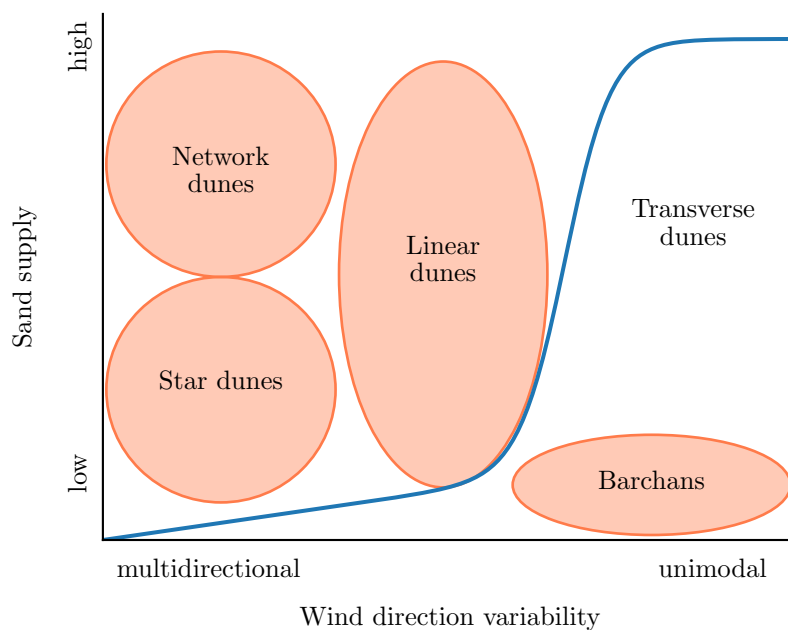 high
Network
dunes
Transverse
dunes
Linear
dunes
Sand supply
Star dunes
low
Barchans
multidirectional
unimodal
Wind direction variability